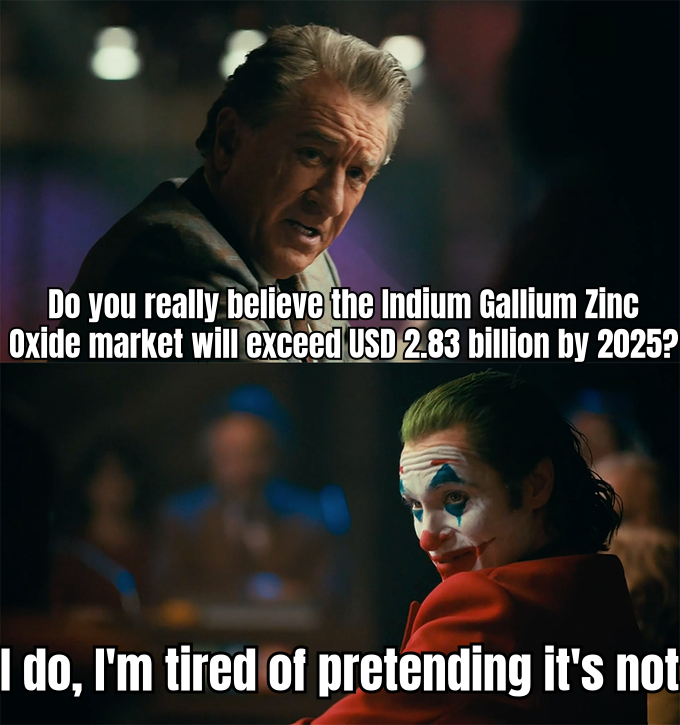 Do you really believe the Indium Gallium Zinc
Oxide market will exceed USD 2.83 billion by 2025?
I do, I'm tired of pretending it's not